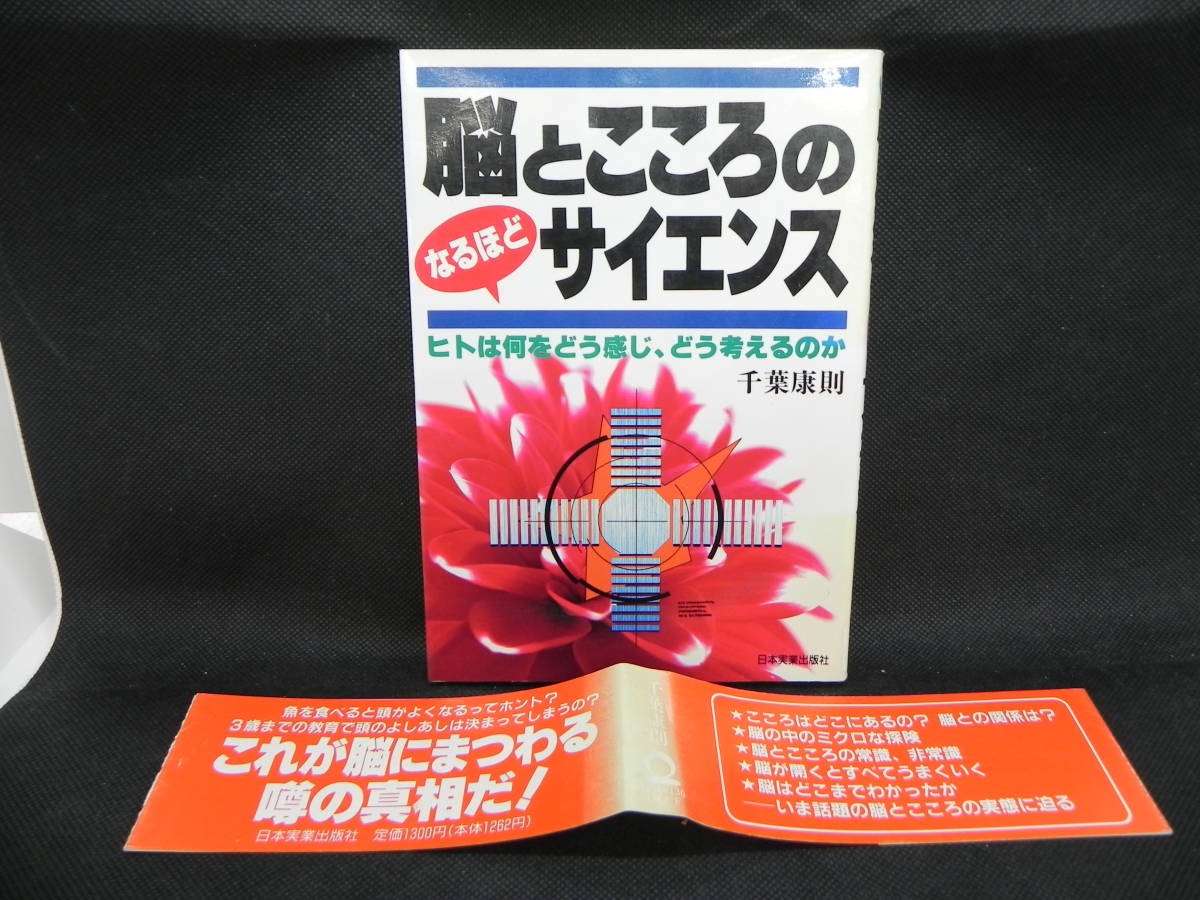 脳とこころの
なるほど
サイエンス
ヒトは何をどう感じ、どう考えるのか
千葉康則
日本実業出版社
魚を食べると頭がよくなるってホント?
3歳までの教育で頭のよしあしは決まってしまうの?
これが脳にまつわる
噂の真相だ!
日本実業出版社 定価1300円(本体1262円)
千葉康則
★こころはどこにあるの? 脳との関係は?
★脳の中のミクロな探険
★脳とこころの常識、非常識
★脳が開くとすべてうまくいく
★脳はどこまでわかったか
——いま話題の脳とこころの実態に迫る